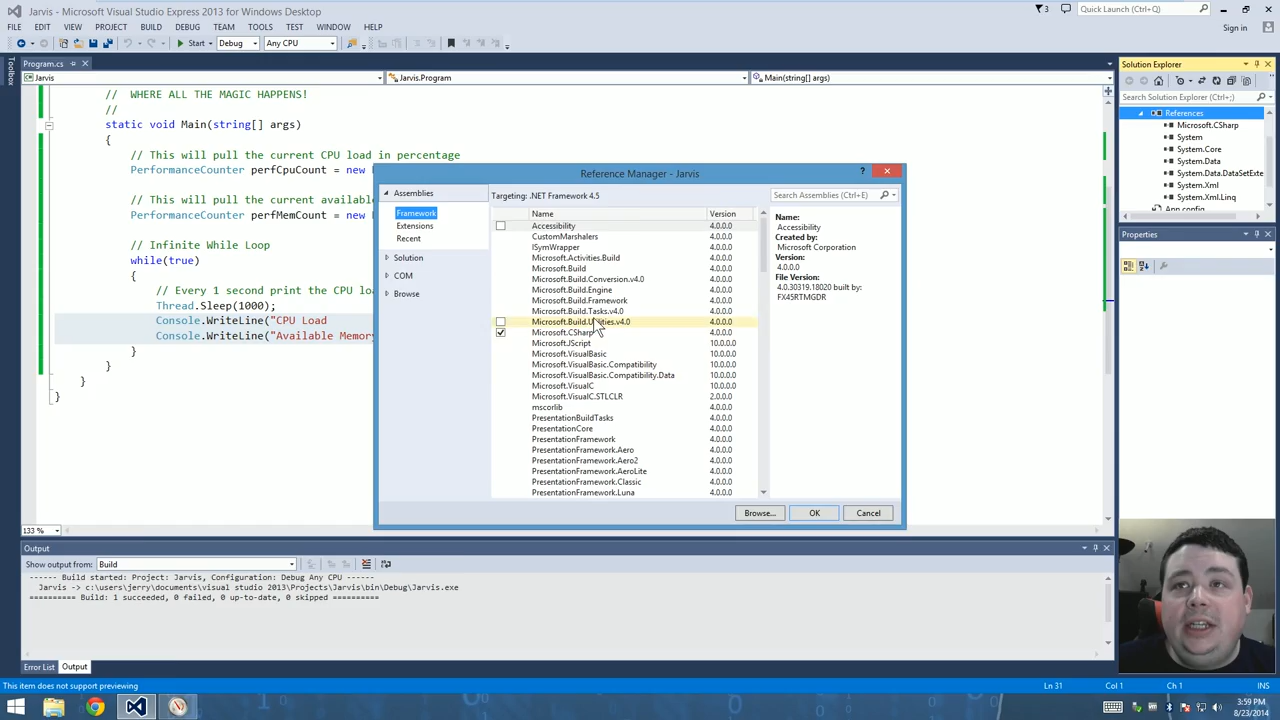 Jarvis - Microsoft Visual Studio Express 2013 for Windows Desktop
3
Quick Launch (Ctrl+Q)
FILE EDIT VIEW PROJECT BUILD DEBUG TEAM TOOLS TEST WINDOW HELP
Sign in
Start Debug Any CPU
Toolbox
Program.cs
Jarvis
Jarvis.Program
Main(string[] args)
// WHERE ALL THE MAGIC HAPPENS!
//
static void Main(string[] args)
{
// This will pull the current CPU load in percentage
PerformanceCounter perfCpuCount = new
// This will pull the current availab
PerformanceCounter perfMemCount = new
// Infinite While Loop
while(true)
{
// Every 1 second print the CPU loa
Thread.Sleep(1000);
Console.WriteLine("CPU Load
Console.WriteLine("Available Memory
}
}
}
}
133 %
Reference Manager - Jarvis
?
Assemblies
Framework
Extensions
Recent
Solution
COM
Browse
Targeting: .NET Framework 4.5
Search Assemblies (Ctrl+E)
Name Version
Accessibility 4.0.0.0
CustomMarshalers 4.0.0.0
ISymWrapper 4.0.0.0
Microsoft.Activities.Build 4.0.0.0
Microsoft.Build 4.0.0.0
Microsoft.Build.Conversion.v4.0 4.0.0.0
Microsoft.Build.Engine 4.0.0.0
Microsoft.Build.Framework 4.0.0.0
Microsoft.Build.Tasks.v4.0 4.0.0.0
Microsoft.Build.Utilities.v4.0 4.0.0.0
Microsoft.CSharp 4.0.0.0
Microsoft.JScript 10.0.0.0
Microsoft.VisualBasic 10.0.0.0
Microsoft.VisualBasic.Compatibility 10.0.0.0
Microsoft.VisualBasic.Compatibility.Data 10.0.0.0
Microsoft.VisualC 10.0.0.0
Microsoft.VisualC.STLCLR 2.0.0.0
mscorlib 4.0.0.0
PresentationBuildTasks 4.0.0.0
PresentationCore 4.0.0.0
PresentationFramework 4.0.0.0
PresentationFramework.Aero 4.0.0.0
PresentationFramework.Aero2 4.0.0.0
PresentationFramework.AeroLite 4.0.0.0
PresentationFramework.Classic 4.0.0.0
PresentationFramework.Luna 4.0.0.0
Name:
Accessibility
Created by:
Microsoft Corporation
Version:
4.0.0.0
File Version:
4.0.30319.18020 built by:
FX45RTMGDR
Browse... OK Cancel
Solution Explorer
Search Solution Explorer (Ctrl+;)
References
Microsoft.CSharp
System
System.Core
System.Data
System.Data.DataSetExte
System.Xml
System.Xml.Linq
App.config
Properties
Output
Show output from: Build
------ Build started: Project: Jarvis, Configuration: Debug Any CPU ------
Jarvis -> c:\users\jerry\documents\visual studio 2013\Projects\Jarvis\bin\Debug\Jarvis.exe
========== Build: 1 succeeded, 0 failed, 0 up-to-date, 0 skipped ==========
Error List Output
This item does not support previewing
Ln 31 Col 1 Ch 1 INS
3:59 PM
8/23/2014